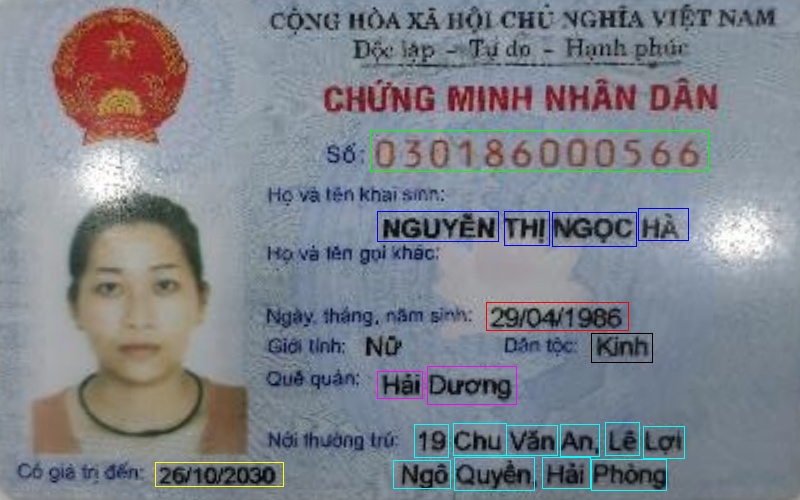 CỘNG HÒA XÃ HỘI CHỦ NGHĨA VIỆT NAM
Độc lập - Tự do - Hạnh phúc
CHỨNG MINH NHÂN DÂN
Số: 030186000566
Họ và tên khai sinh:
NGUYỄN THỊ NGỌC HÀ
Họ và tên gọi khác:
Ngày, tháng, năm sinh: 29/04/1986
Giới tính: Nữ Dân tộc: Kinh
Quê quán: Hải Dương
Nơi thường trú: 19 Chu Văn An, Lê Lợi
Ngô Quyền, Hải Phòng
Có giá trị đến: 26/10/2030